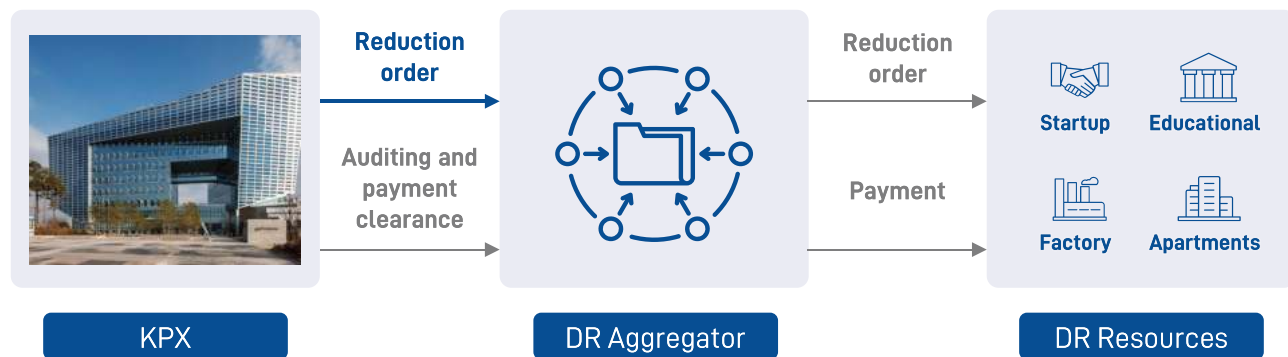 Reduction
order
Auditing and
payment
clearance
Reduction
order
Payment
Startup
Educational
Factory
Apartments
KPX
DR Aggregator
DR Resources